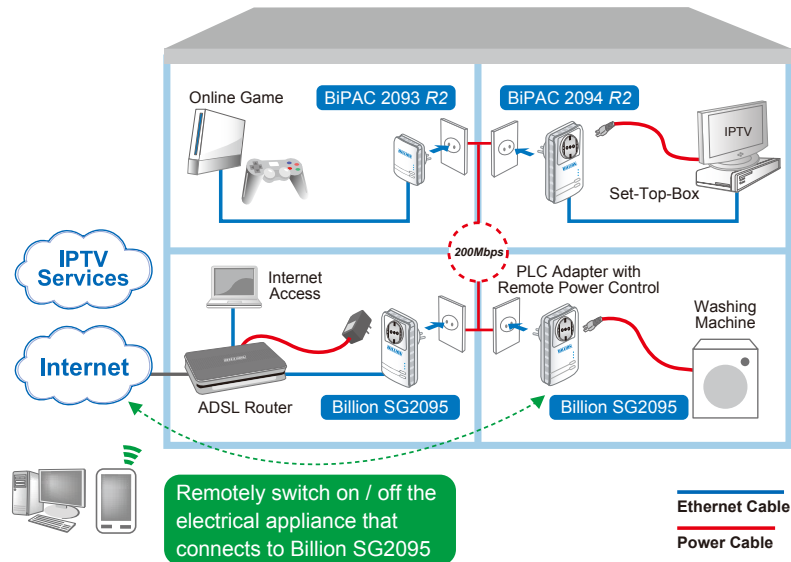 Online Game
BiPAC 2093 R2
BiPAC 2094 R2
IPTV
Set-Top-Box
200Mbps
IPTV
Services
Internet
Access
PLC Adapter with
Remote Power Control
Washing
Machine
Internet
BILLION
ADSL Router
Billion SG2095
Billion SG2095
Remotely switch on / off the
electrical appliance that
connects to Billion SG2095
Ethernet Cable
Power Cable